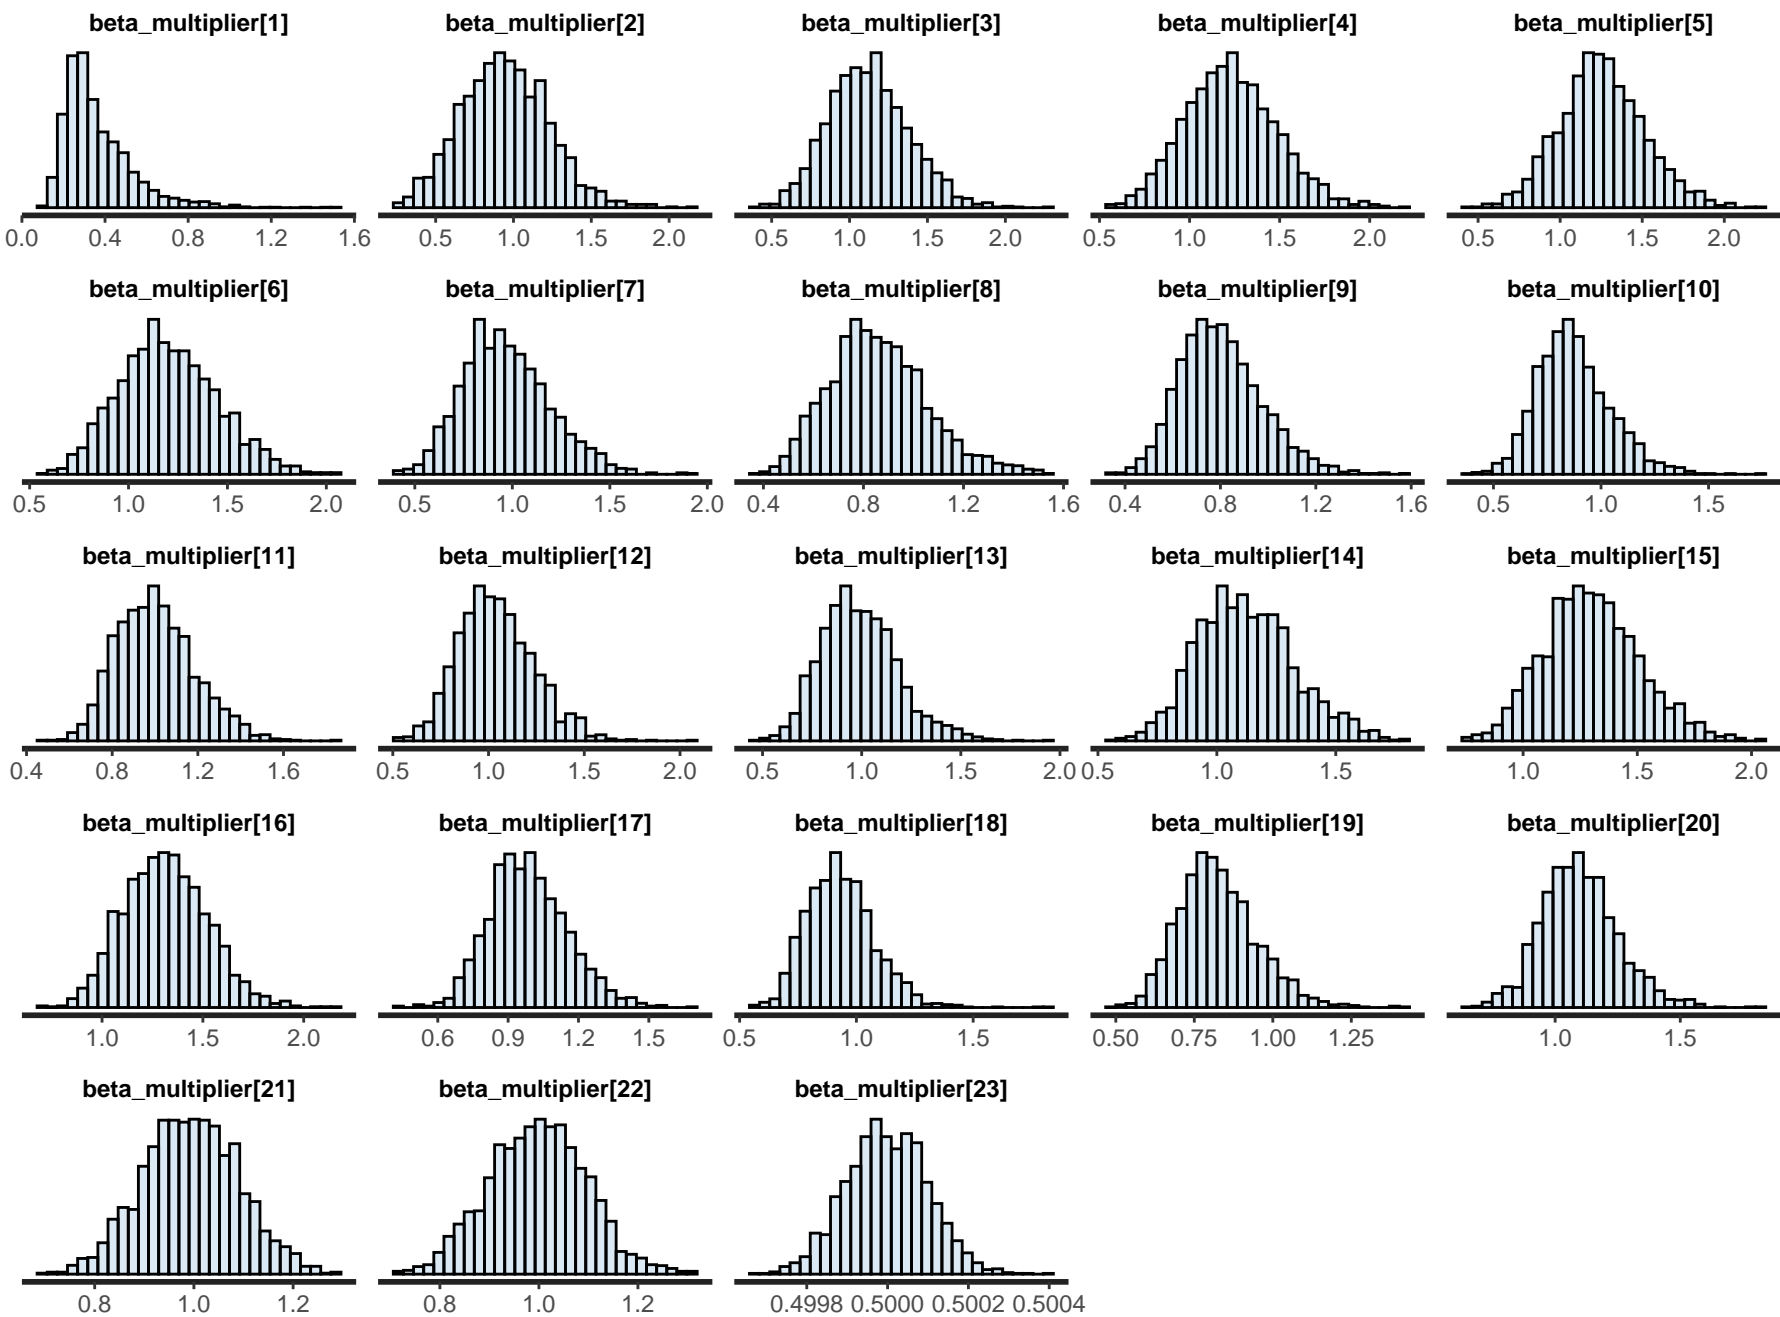 beta_multiplier[1] beta_multiplier[2] beta_multiplier[3] beta_multiplier[4] beta_multiplier[5]
0.0 0.4 0.8 1.2 1.6 0.5 1.0 1.5 2.0 0.5 1.0 1.5 2.0 0.5 1.0 1.5 2.0 0.5 1.0 1.5 2.0
beta_multiplier[6] beta_multiplier[7] beta_multiplier[8] beta_multiplier[9] beta_multiplier[10]
0.5 1.0 1.5 2.0 0.5 1.0 1.5 2.0 0.4 0.8 1.2 1.6 0.4 0.8 1.2 1.6 0.5 1.0 1.5
beta_multiplier[11] beta_multiplier[12] beta_multiplier[13] beta_multiplier[14] beta_multiplier[15]
0.4 0.8 1.2 1.6 0.5 1.0 1.5 2.0 0.5 1.0 1.5 2.0 0.5 1.0 1.5 1.0 1.5 2.0
beta_multiplier[16] beta_multiplier[17] beta_multiplier[18] beta_multiplier[19] beta_multiplier[20]
1.0 1.5 2.0 0.6 0.9 1.2 1.5 0.5 1.0 1.5 0.50 0.75 1.00 1.25 1.0 1.5
beta_multiplier[21] beta_multiplier[22] beta_multiplier[23]
0.8 1.0 1.2 0.8 1.0 1.2 0.4998 0.5000 0.5002 0.5004